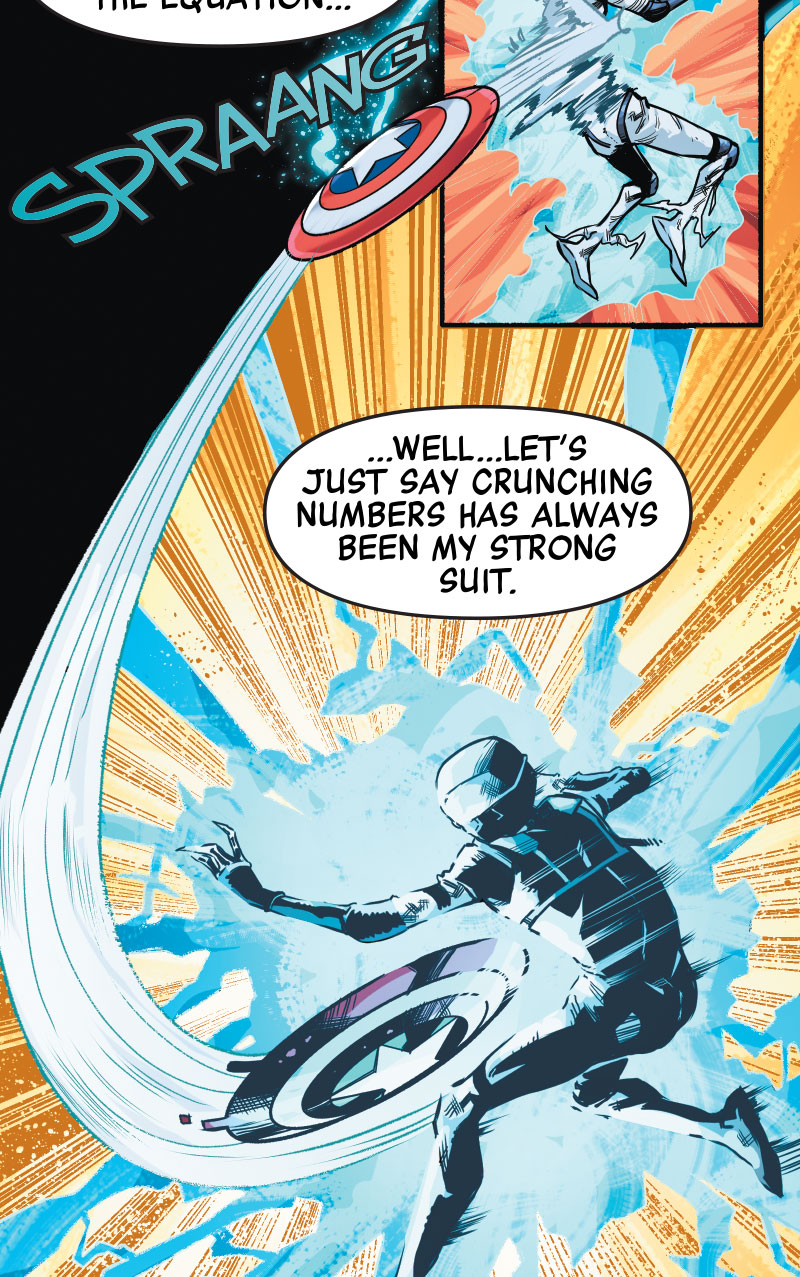 THE EQUATION...
SPRAANG
...WELL...LET'S
JUST SAY CRUNCHING
NUMBERS HAS ALWAYS
BEEN MY STRONG
SUIT.